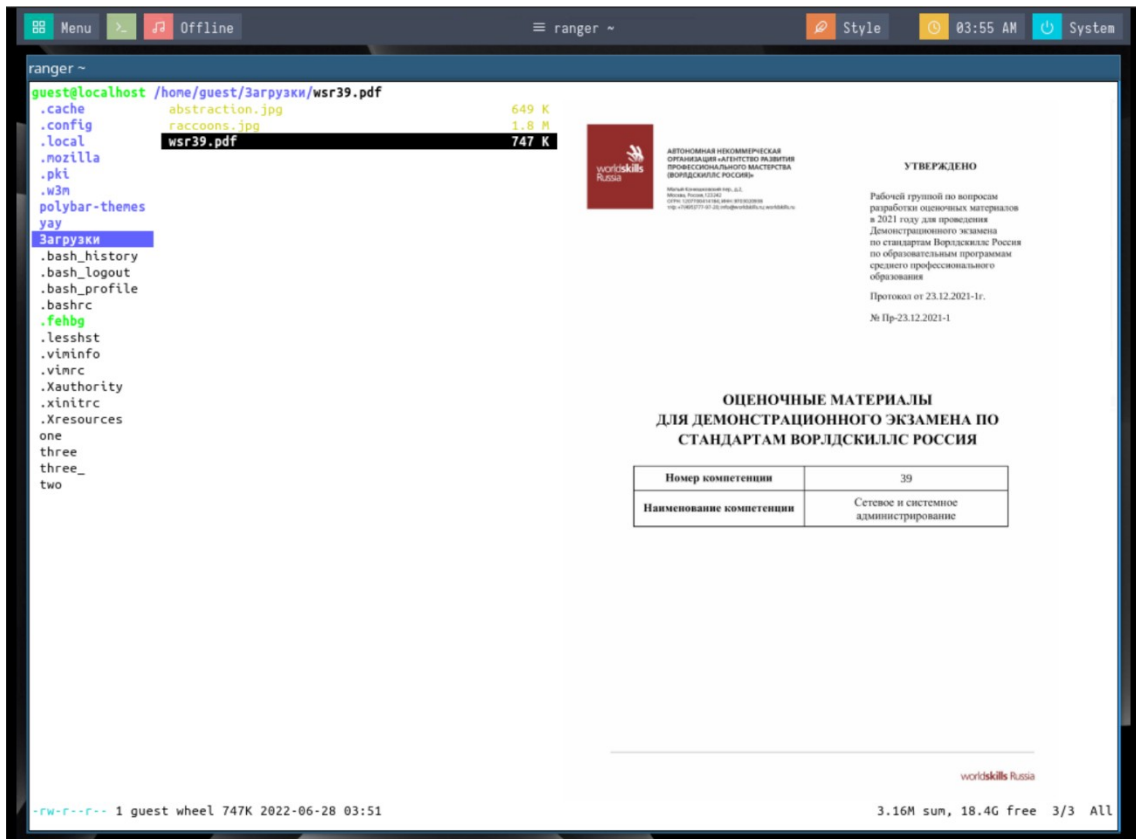 Menu >_ Offline ranger ~ Style 03:55 AM System
ranger ~
guest@localhost /home/guest/Загрузки/wsr39.pdf
.cache
.config
.local
.mozilla
.pki
.w3m
polybar-themes
yay
Загрузки
.bash_history
.bash_logout
.bash_profile
.bashrc
.fehbg
.lesshst
.viminfo
.vimrc
.Xauthority
.xinitrc
.Xresources
one
three
three_
two
abstraction.jpg 649 K
raccoons.jpg 1.8 M
wsr39.pdf 747 K
worldskills
Russia
АВТОНОМНАЯ НЕКОММЕРЧЕСКАЯ
ОРГАНИЗАЦИЯ «АГЕНТСТВО РАЗВИТИЯ
ПРОФЕССИОНАЛЬНОГО МАСТЕРСТВА
(ВОРЛДСКИЛЛС РОССИЯ)»
УТВЕРЖДЕНО
Рабочей группой по вопросам
разработки оценочных материалов
в 2021 году для проведения
Демонстрационного экзамена
по стандартам Ворлдскиллс Россия
по образовательным программам
среднего профессионального
образования
Протокол от 23.12.2021-1г.
№ Пр-23.12.2021-1
ОЦЕНОЧНЫЕ МАТЕРИАЛЫ
ДЛЯ ДЕМОНСТРАЦИОННОГО ЭКЗАМЕНА ПО
СТАНДАРТАМ ВОРЛДСКИЛЛС РОССИЯ
Номер компетенции 39
Наименование компетенции Сетевое и системное
администрирование
worldskills Russia
-rw-r--r-- 1 guest wheel 747K 2022-06-28 03:51 3.16M sum, 18.4G free 3/3 All